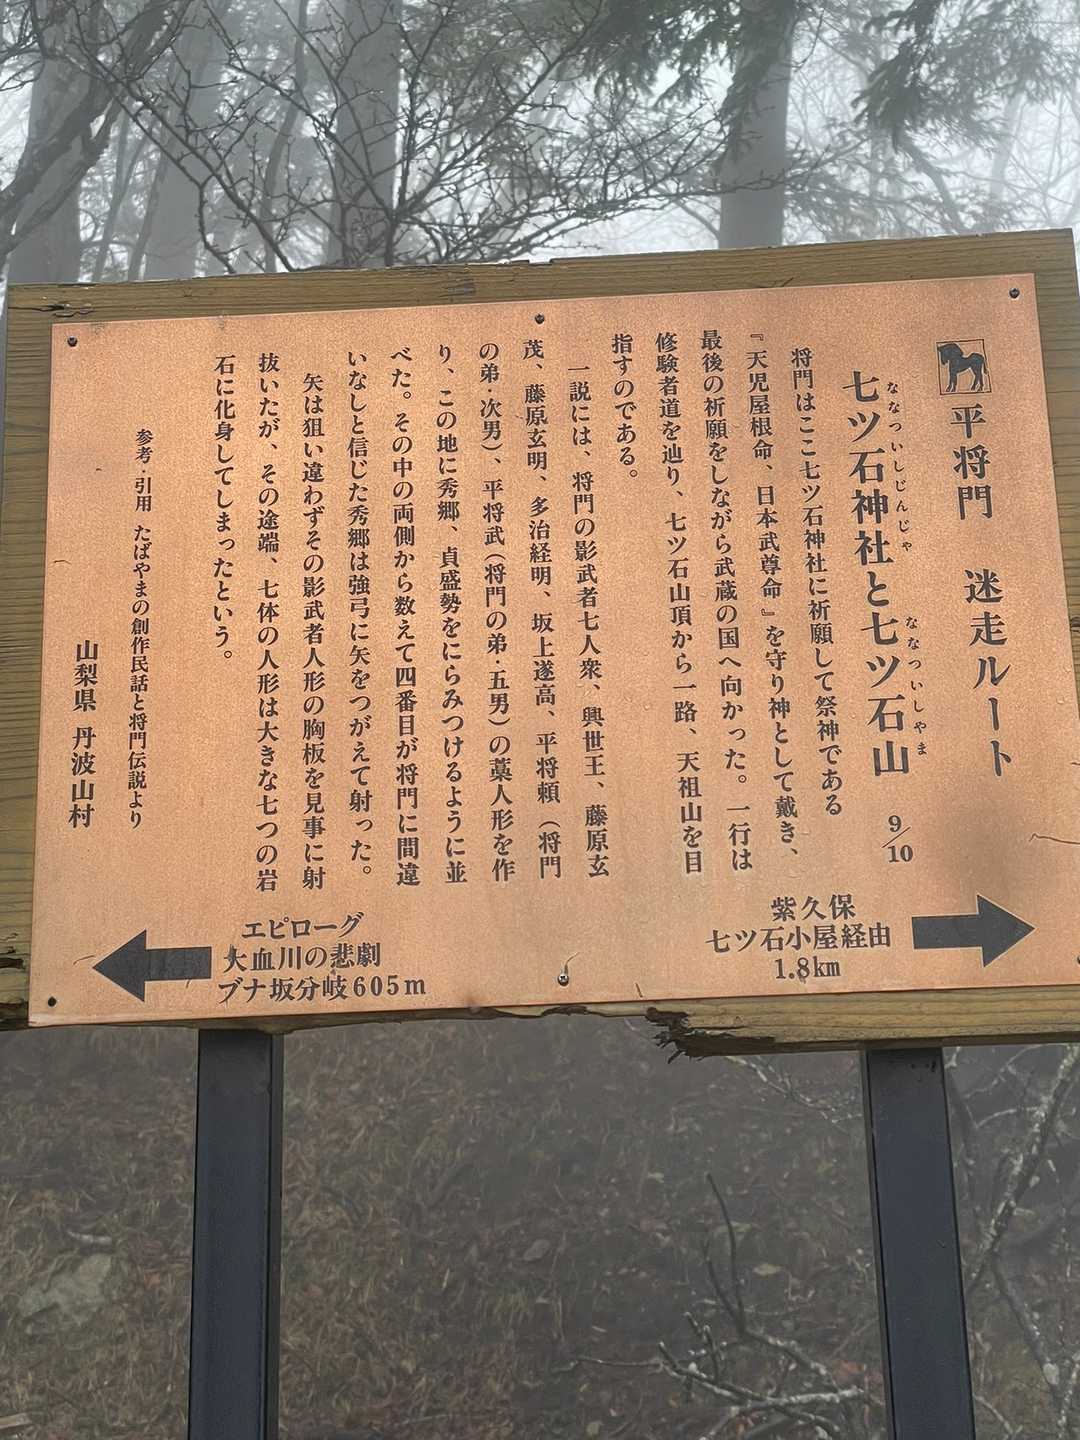 平将門 迷走ルート
七ツ石神社と七ツ石山 9/10
ななついしじんじゃ ななついしやま
将門はここ七ツ石神社に祈願して祭神である
『天児屋根命、日本武尊命』を守り神として戴き、
最後の祈願をしながら武蔵の国へ向かった。一行は
修験者道を辿り、七ツ石山頂から一路、天祖山を目
指すのである。
一説には、将門の影武者七人衆、興世王、藤原玄
茂、藤原玄明、多治経明、坂上遂高、平将頼(将門
の弟・次男)、平将武(将門の弟・五男)の藁人形を作
り、この地に秀郷、貞盛勢をにらみつけるように並
べた。その中の両側から数えて四番目が将門に間違
いなしと信じた秀郷は強弓に矢をつがえて射った。
矢は狙い違わずその影武者人形の胸板を見事に射
抜いたが、その途端、七体の人形は大きな七つの岩
石に化身してしまったという。
参考・引用 たばやまの創作民話と将門伝説より
山梨県 丹波山村
紫久保
七ツ石小屋経由
1.8km
エピローグ
大血川の悲劇
ブナ坂分岐605m